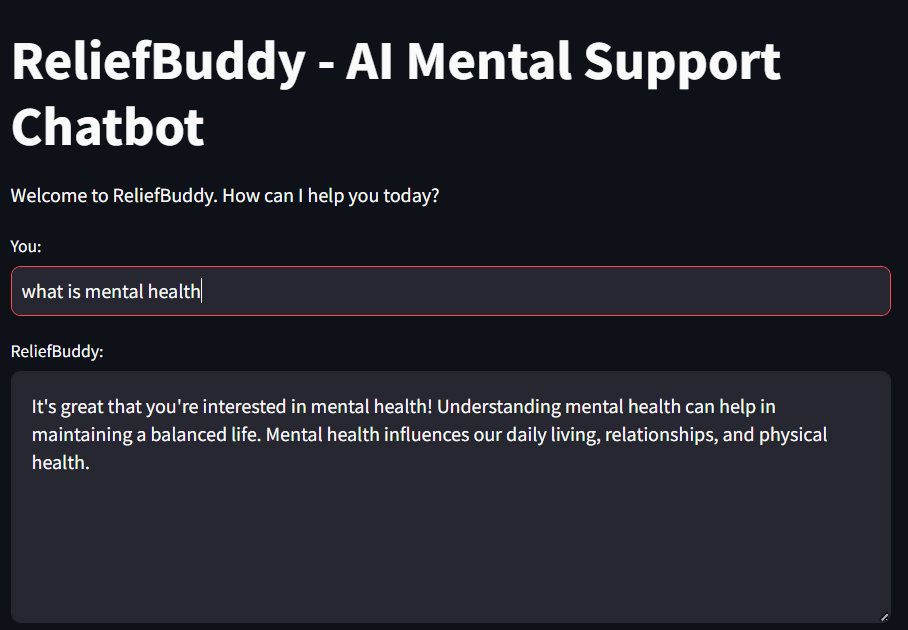 ReliefBuddy - AI Mental Support
Chatbot
Welcome to ReliefBuddy. How can I help you today?
You:
what is mental health
ReliefBuddy:
It's great that you're interested in mental health! Understanding mental health can help in
maintaining a balanced life. Mental health influences our daily living, relationships, and physical
health.